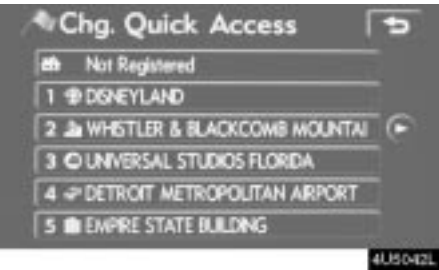 Chg. Quick Access
Not Registered
1 DISNEYLAND
2 WHISTLER & BLACKCOMB MOUNTAI
3 UNIVERSAL STUDIOS FLORIDA
4 DETROIT METROPOLITAN AIRPORT
5 EMPIRE STATE BUILDING
4U5042L